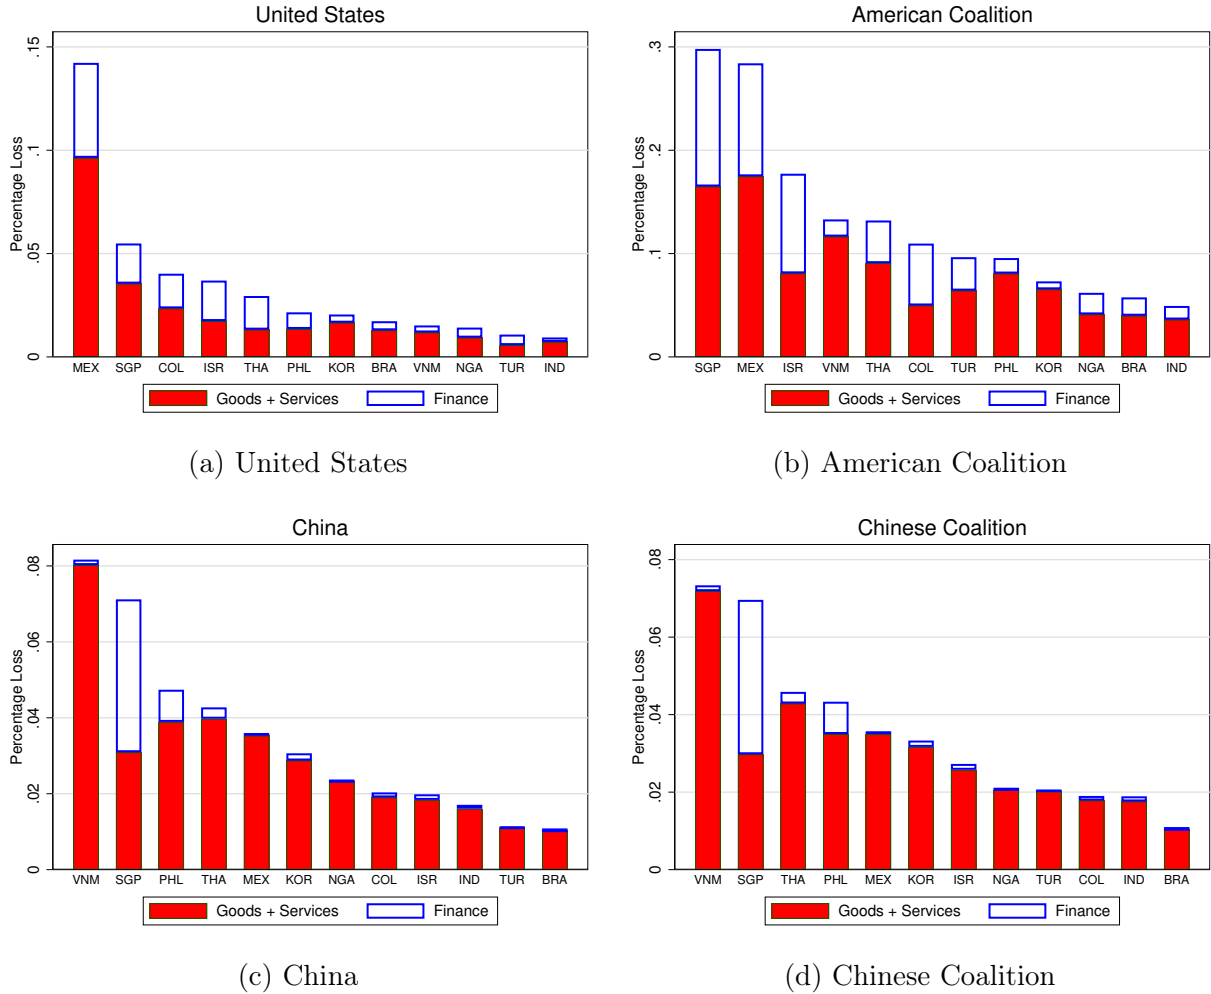 United States
Percentage Loss
.15
.1
.05
0
MEX SGP COL ISR THA PHL KOR BRA VNM NGA TUR IND
Goods + Services Finance
(a) United States
American Coalition
Percentage Loss
.3
.2
.1
0
SGP MEX ISR VNM THA COL TUR PHL KOR NGA BRA IND
Goods + Services Finance
(b) American Coalition
China
Percentage Loss
.08
.06
.04
.02
0
VNM SGP PHL THA MEX KOR NGA COL ISR IND TUR BRA
Goods + Services Finance
(c) China
Chinese Coalition
Percentage Loss
.08
.06
.04
.02
0
VNM SGP THA PHL MEX KOR ISR NGA TUR COL IND BRA
Goods + Services Finance
(d) Chinese Coalition